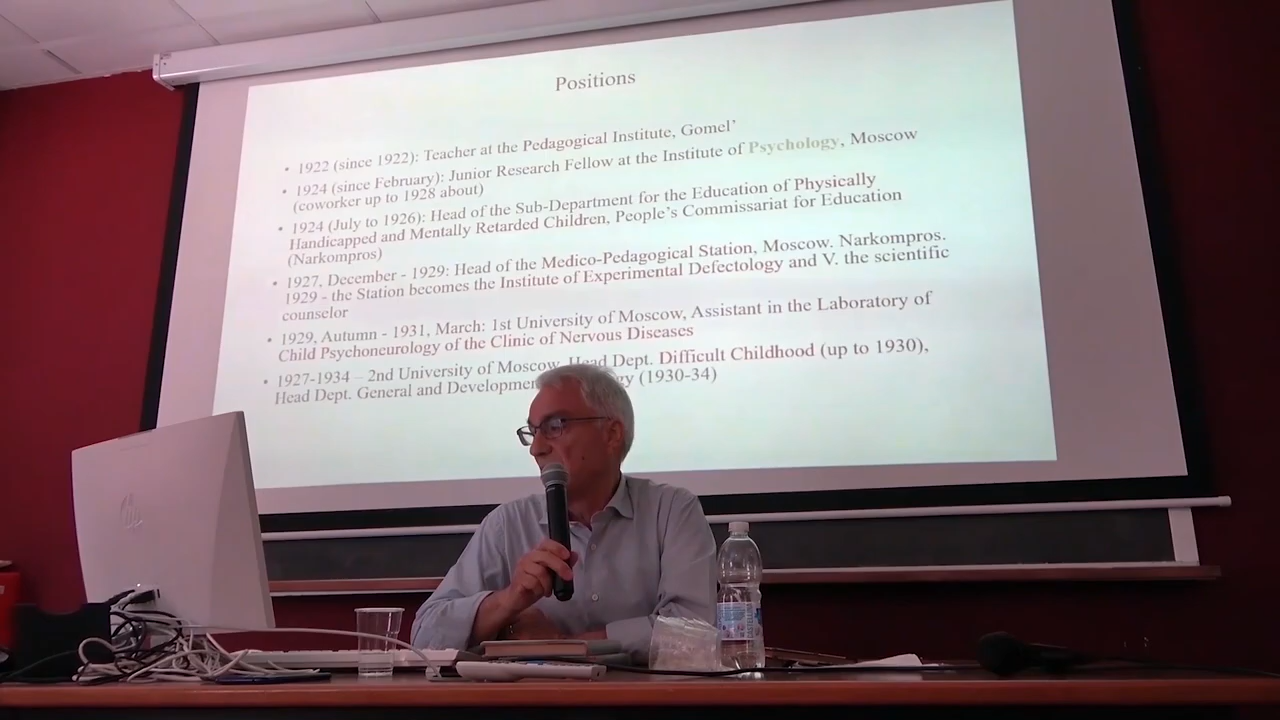 Positions
• 1922 (since 1922): Teacher at the Pedagogical Institute, Gomel’
• 1924 (since February): Junior Research Fellow at the Institute of Psychology, Moscow
(coworker up to 1928 about)
• 1924 (July to 1926): Head of the Sub-Department for the Education of Physically
Handicapped and Mentally Retarded Children, People’s Commissariat for Education
(Narkompros)
• 1927, December - 1929: Head of the Medico-Pedagogical Station, Moscow. Narkompros.
1929 - the Station becomes the Institute of Experimental Defectology and V. the scientific
counselor
• 1929, Autumn - 1931, March: 1st University of Moscow, Assistant in the Laboratory of
Child Psychoneurology of the Clinic of Nervous Diseases
• 1927-1934 – 2nd University of Moscow, Head Dept. Difficult Childhood (up to 1930),
Head Dept. General and (1930-34)
hp